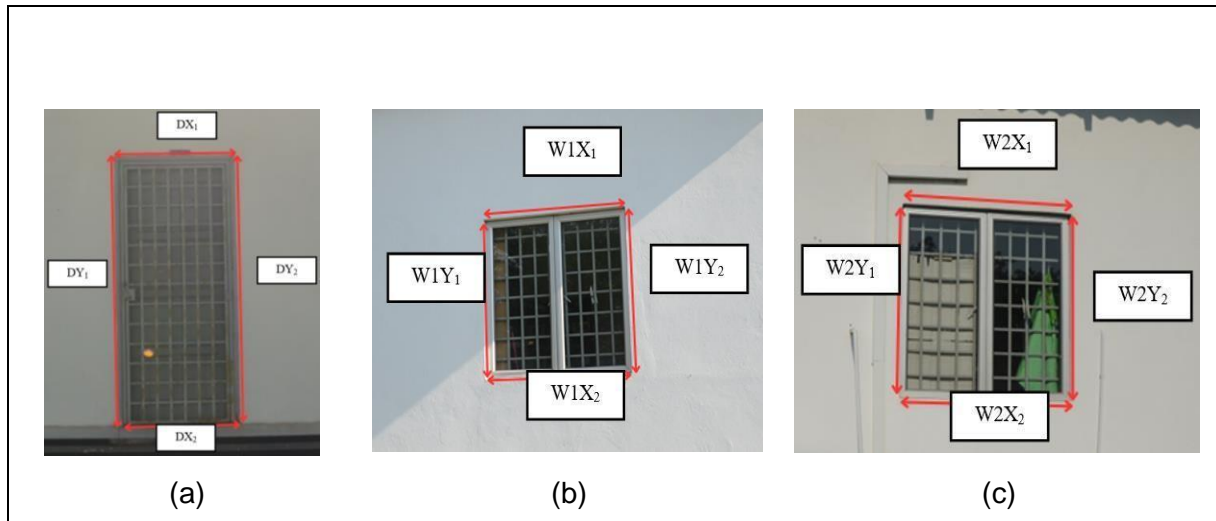 DX₁
DY₁
DY₂
DX₂
(a)
W1X₁
W1Y₁
W1Y₂
W1X₂
(b)
W2X₁
W2Y₁
W2Y₂
W2X₂
(c)